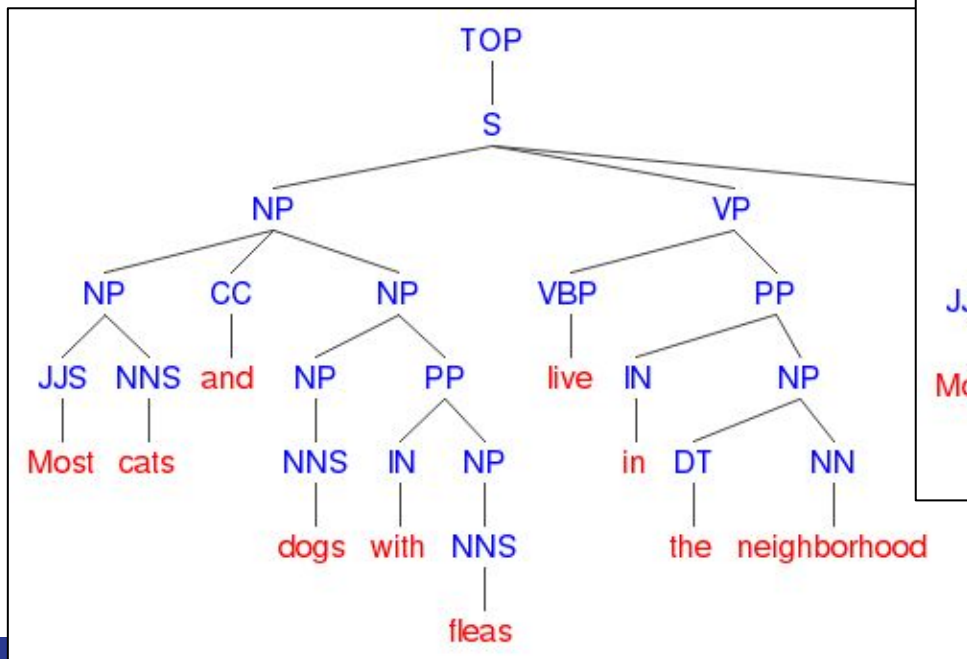 TOP
S
NP VP
NP CC NP VBP PP
JJS NNS and NP PP live IN NP
Most cats NNS IN NP in DT NN
dogs with NNS the neighborhood
fleas